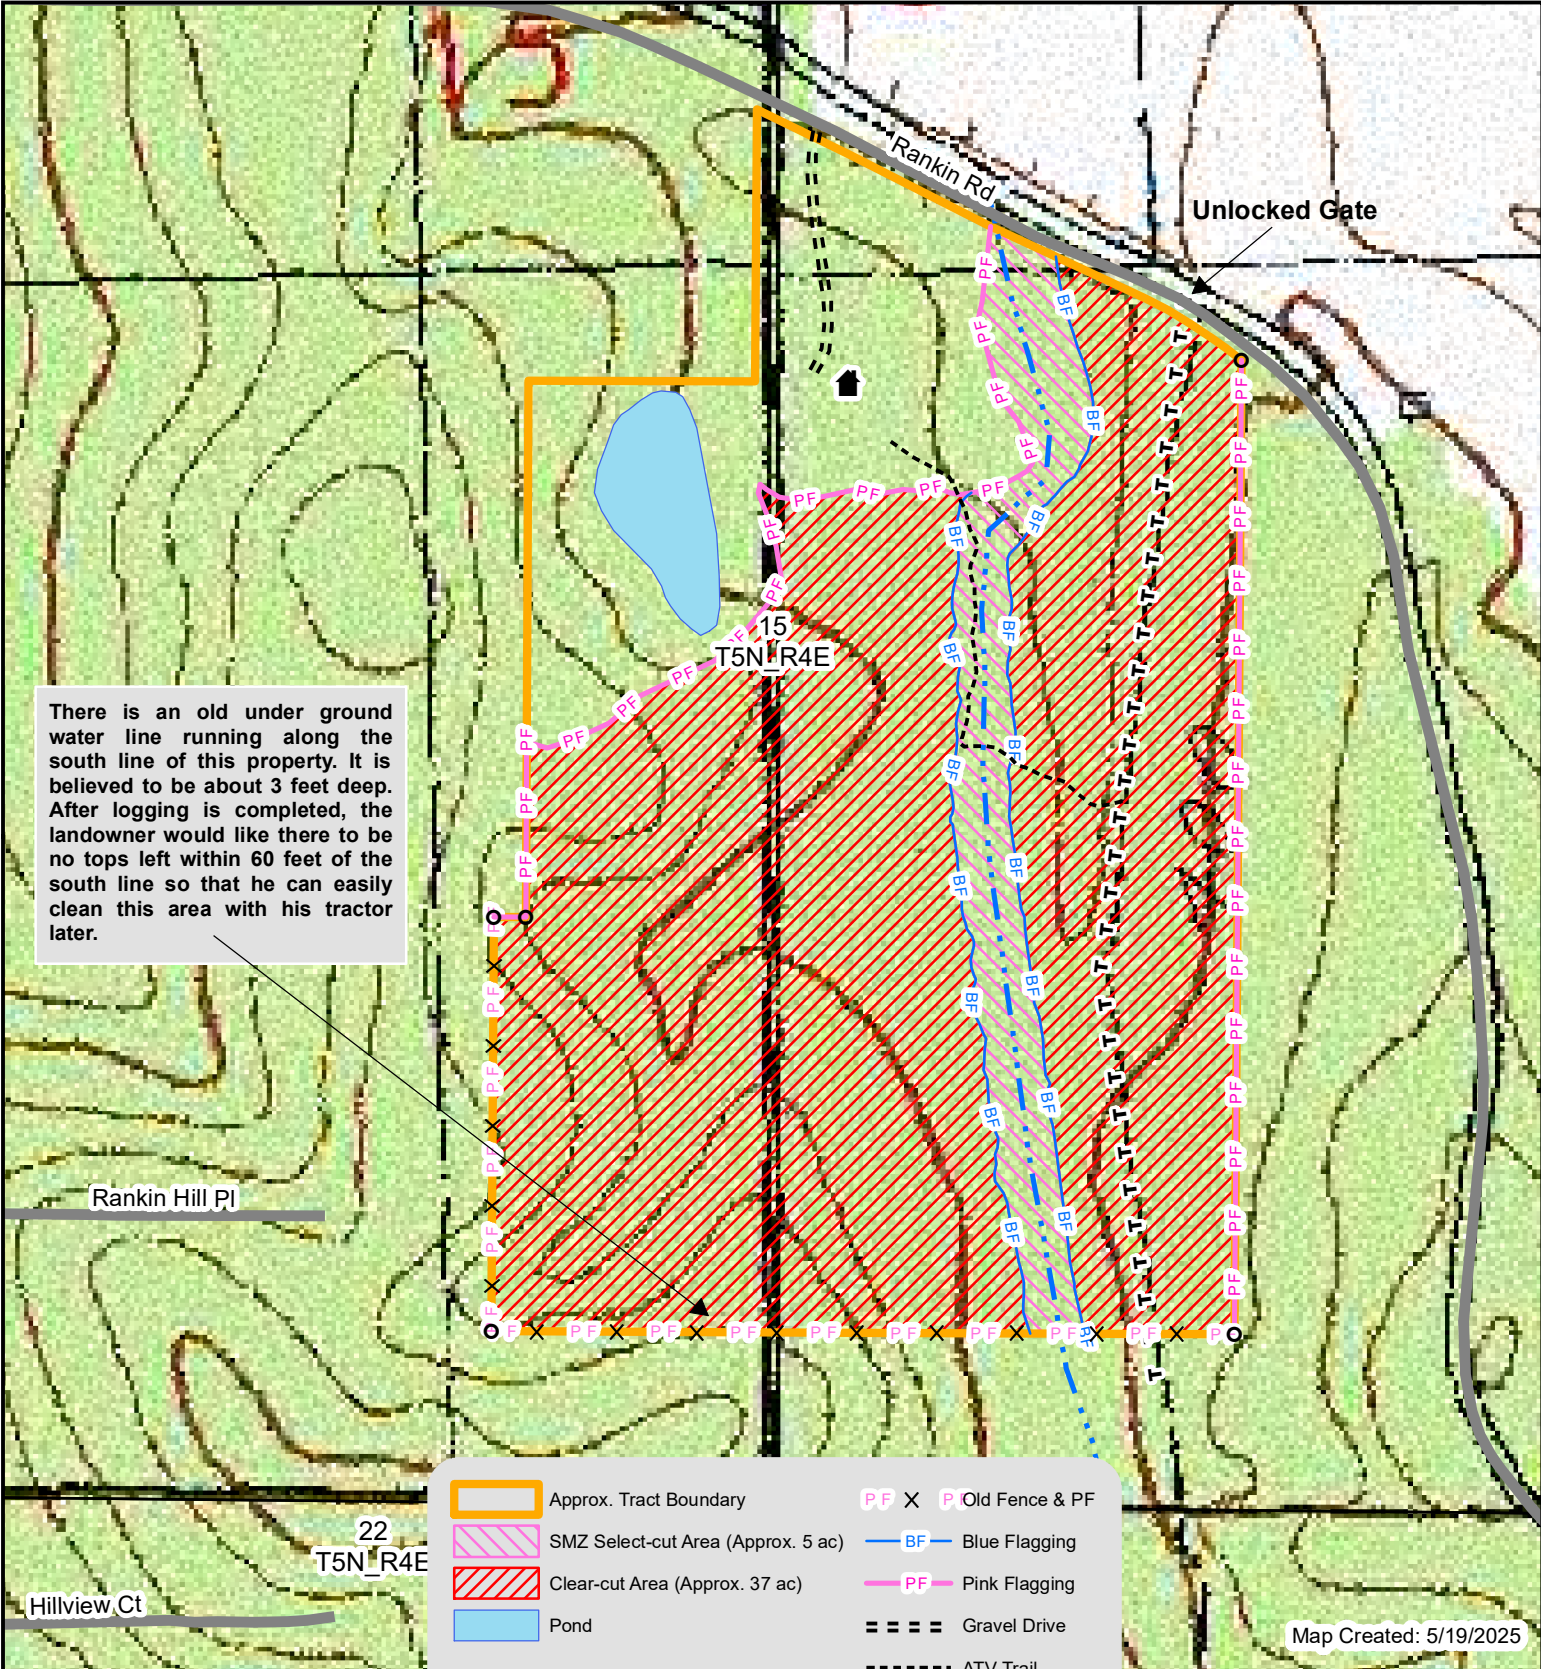 Rankin Rd
Unlocked Gate
15
T5N_R4E
There is an old under ground
water line running along the
south line of this property. It is
believed to be about 3 feet deep.
After logging is completed, the
landowner would like there to be
no tops left within 60 feet of the
south line so that he can easily
clean this area with his tractor
later.
Rankin Hill Pl
22
T5N_R4E
Hillview Ct
Approx. Tract Boundary
SMZ Select-cut Area (Approx. 5 ac)
Clear-cut Area (Approx. 37 ac)
Pond
PF X PF Old Fence & PF
BF Blue Flagging
PF Pink Flagging
Gravel Drive
ATV Trail
Map Created: 5/19/2025